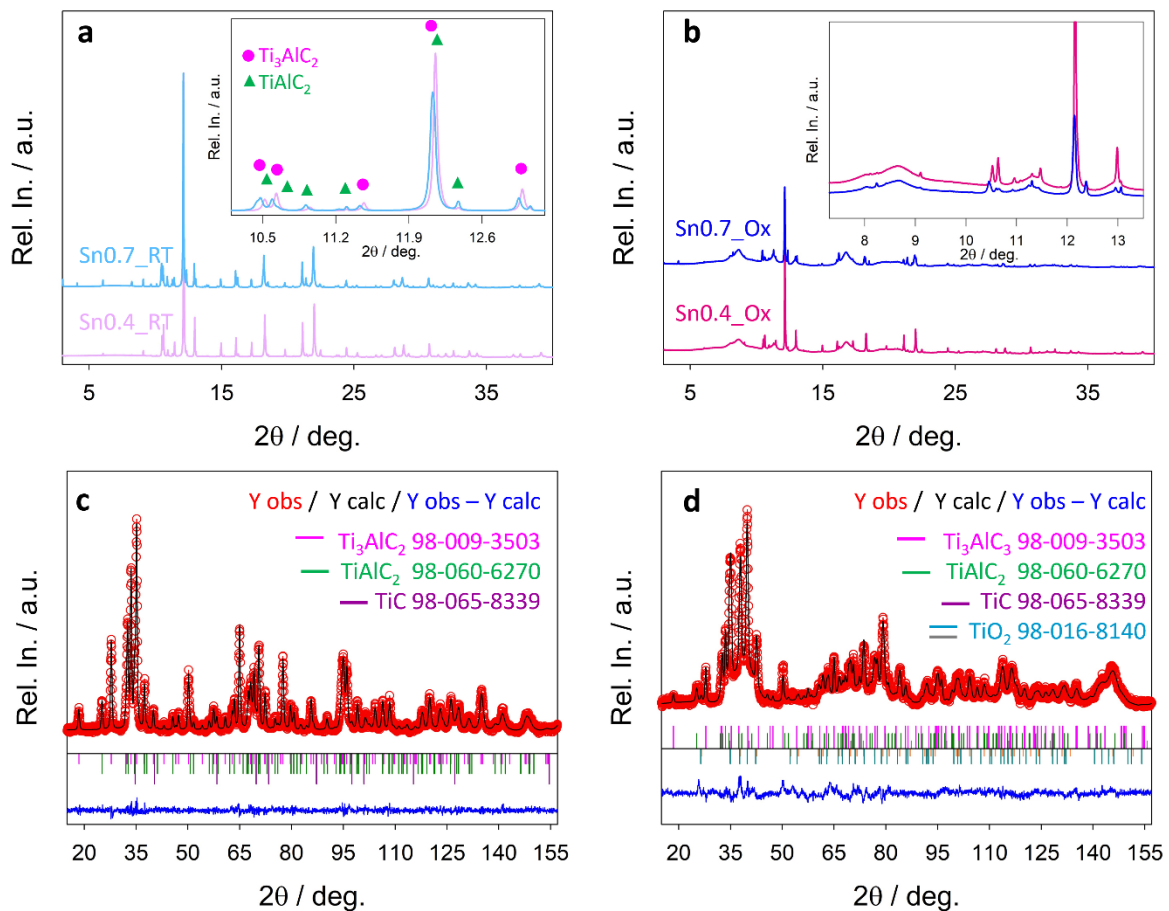 a
Ti₃AlC₂
TiAlC₂
Rel. In. / a.u.
10.5 11.2 11.9 12.6
2θ / deg.
Sn0.7_RT
Sn0.4_RT
Rel. In. / a.u.
5 15 25 35
2θ / deg.
b
Rel. In. / a.u.
8 9 10 11 12 13
2θ / deg.
Sn0.7_Ox
Sn0.4_Ox
Rel. In. / a.u.
5 15 25 35
2θ / deg.
c
Y obs / Y calc / Y obs – Y calc
Ti₃AlC₂ 98-009-3503
TiAlC₂ 98-060-6270
TiC 98-065-8339
Rel. In. / a.u.
20 35 50 65 80 95 110 125 140 155
2θ / deg.
d
Y obs / Y calc / Y obs – Y calc
Ti₃AlC₃ 98-009-3503
TiAlC₂ 98-060-6270
TiC 98-065-8339
TiO₂ 98-016-8140
Rel. In. / a.u.
20 35 50 65 80 95 110 125 140 155
2θ / deg.